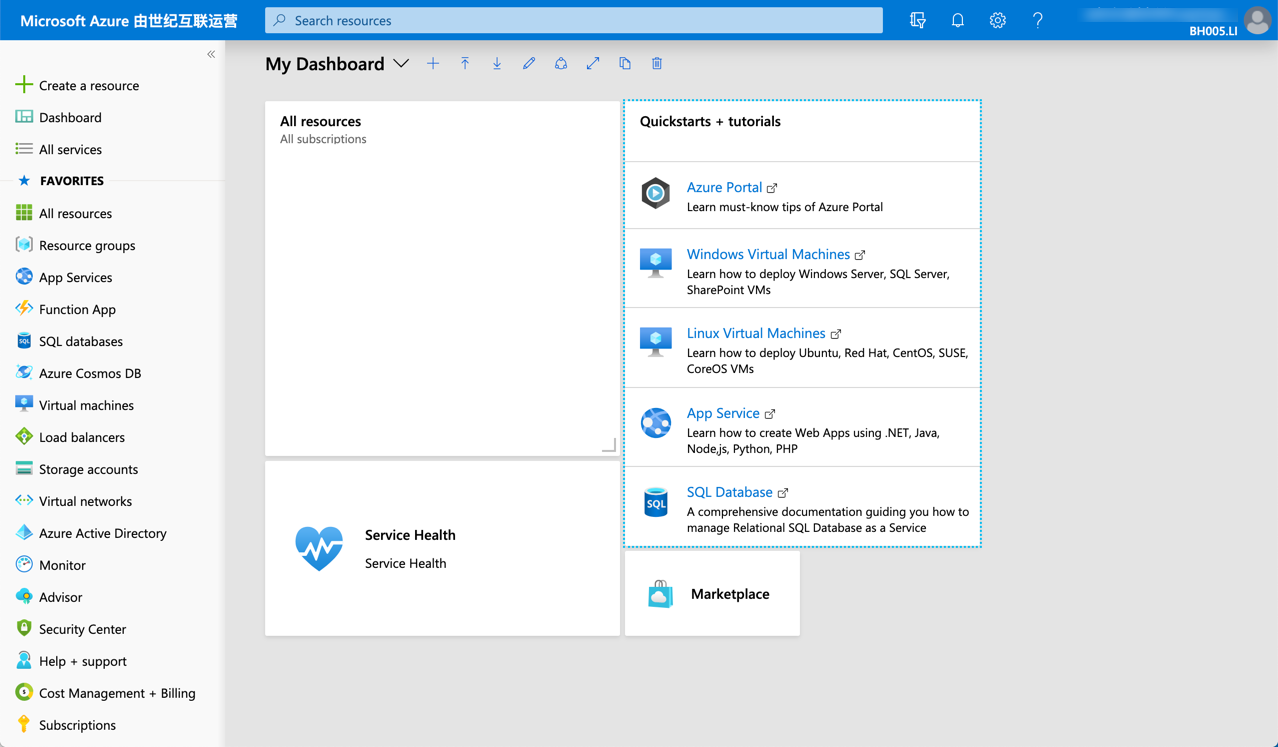 Microsoft Azure 由世纪互联运营
Search resources
BH005.LI
«
Create a resource
Dashboard
All services
FAVORITES
All resources
Resource groups
App Services
Function App
SQL databases
Azure Cosmos DB
Virtual machines
Load balancers
Storage accounts
Virtual networks
Azure Active Directory
Monitor
Advisor
Security Center
Help + support
Cost Management + Billing
Subscriptions
My Dashboard
All resources
All subscriptions
Service Health
Service Health
Quickstarts + tutorials
Azure Portal
Learn must-know tips of Azure Portal
Windows Virtual Machines
Learn how to deploy Windows Server, SQL Server,
SharePoint VMs
Linux Virtual Machines
Learn how to deploy Ubuntu, Red Hat, CentOS, SUSE,
CoreOS VMs
App Service
Learn how to create Web Apps using .NET, Java,
Node.js, Python, PHP
SQL
SQL Database
A comprehensive documentation guiding you how to
manage Relational SQL Database as a Service
Marketplace